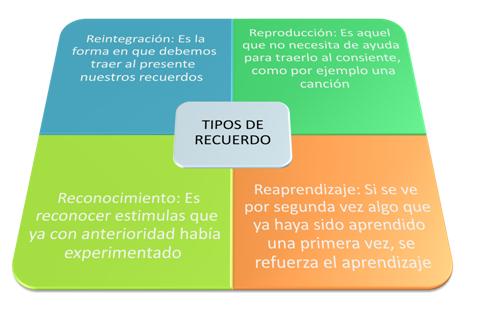 Reintegración: Es la
forma en que debemos
traer al presente
nuestros recuerdos
Reproducción: Es aquel
que no necesita de ayuda
para traerlo al consiente,
como por ejemplo una
canción
TIPOS DE
RECUERDO
Reconocimiento: Es
reconocer estimulas que
ya con anterioridad había
experimentado
Reaprendizaje: Si se ve
por segunda vez algo que
ya haya sido aprendido
una primera vez, se
refuerza el aprendizaje